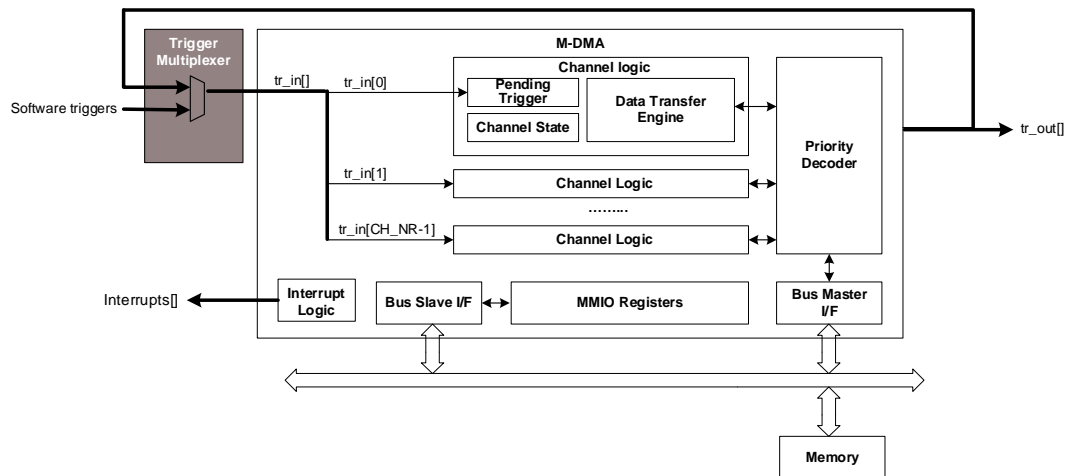 Trigger
Multiplexer
M-DMA
Channel logic
tr_in[]
tr_in[0]
Pending
Trigger
Data Transfer
Engine
Channel State
Software triggers
tr_out[]
Priority
Decoder
tr_in[1]
Channel Logic
.........
tr_in[CH_NR-1]
Channel Logic
Interrupts[]
Interrupt
Logic
Bus Slave I/F
MMIO Registers
Bus Master
I/F
Memory